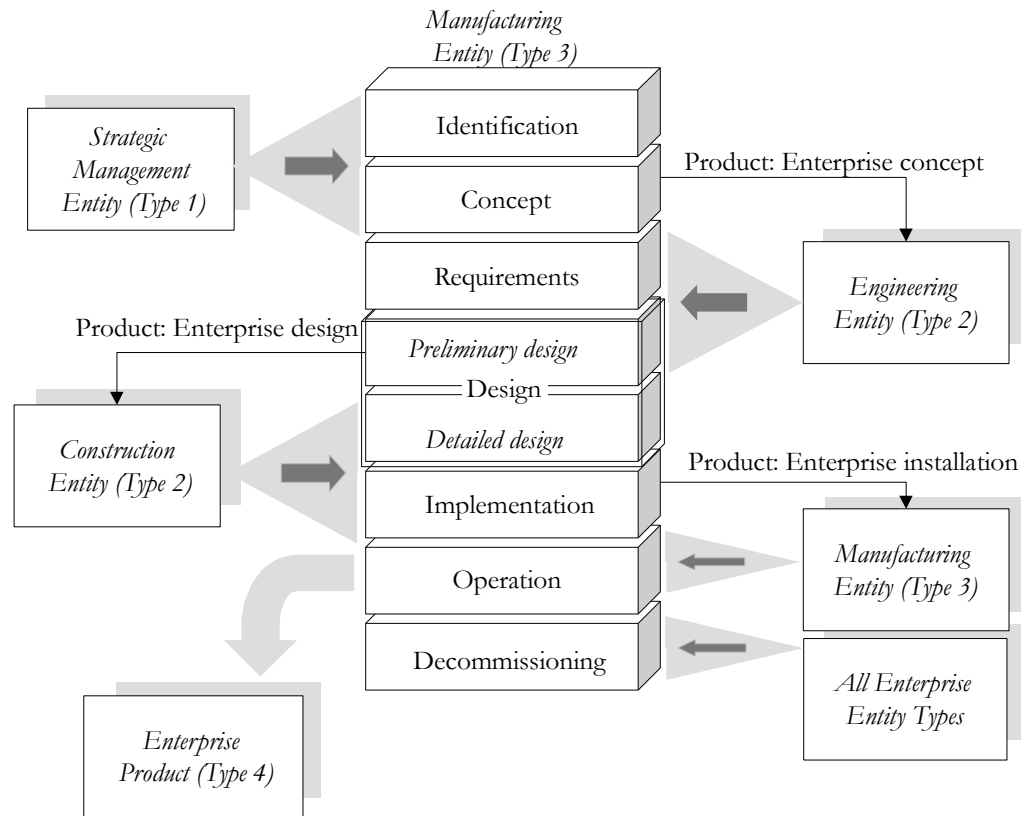 Manufacturing
Entity (Type 3)
Identification
Strategic
Management
Entity (Type 1)
Product: Enterprise concept
Concept
Requirements
Engineering
Entity (Type 2)
Product: Enterprise design
Preliminary design
Design
Detailed design
Construction
Entity (Type 2)
Product: Enterprise installation
Implementation
Manufacturing
Entity (Type 3)
Operation
Decommissioning
All Enterprise
Entity Types
Enterprise
Product (Type 4)